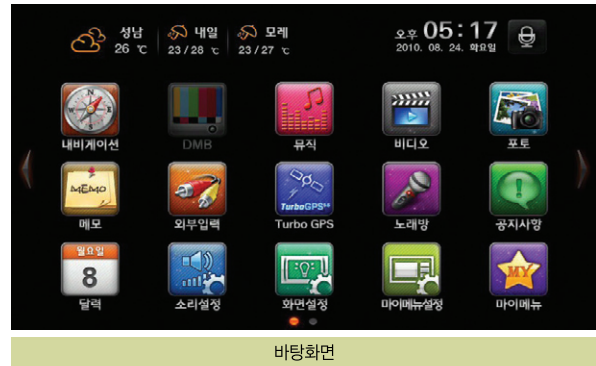 성남 내일 모레
26 ℃ 23 / 28 ℃ 23 / 27 ℃
오후 05:17
2010. 08. 24. 화요일
내비게이션 DMB 뮤직 비디오 포토
MEMO TurboGPS
메모 외부입력 Turbo GPS 노래방 공지사항
월요일
8 MY
달력 소리설정 화면설정 마이메뉴설정 마이메뉴
바탕화면